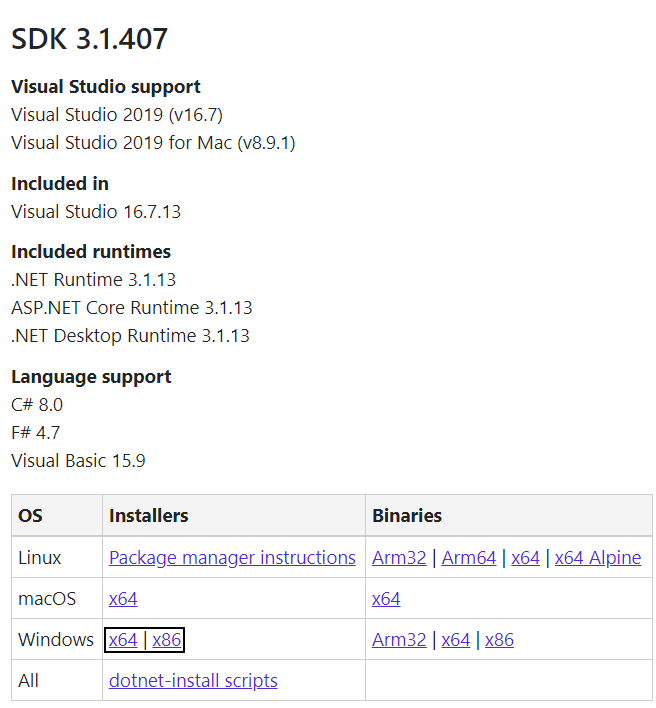 SDK 3.1.407
Visual Studio support
Visual Studio 2019 (v16.7)
Visual Studio 2019 for Mac (v8.9.1)
Included in
Visual Studio 16.7.13
Included runtimes
.NET Runtime 3.1.13
ASP.NET Core Runtime 3.1.13
.NET Desktop Runtime 3.1.13
Language support
C# 8.0
F# 4.7
Visual Basic 15.9
OS Installers Binaries
Linux Package manager instructions Arm32 | Arm64 | x64 | x64 Alpine
macOS x64 x64
Windows x64 | x86 Arm32 | x64 | x86
All dotnet-install scripts